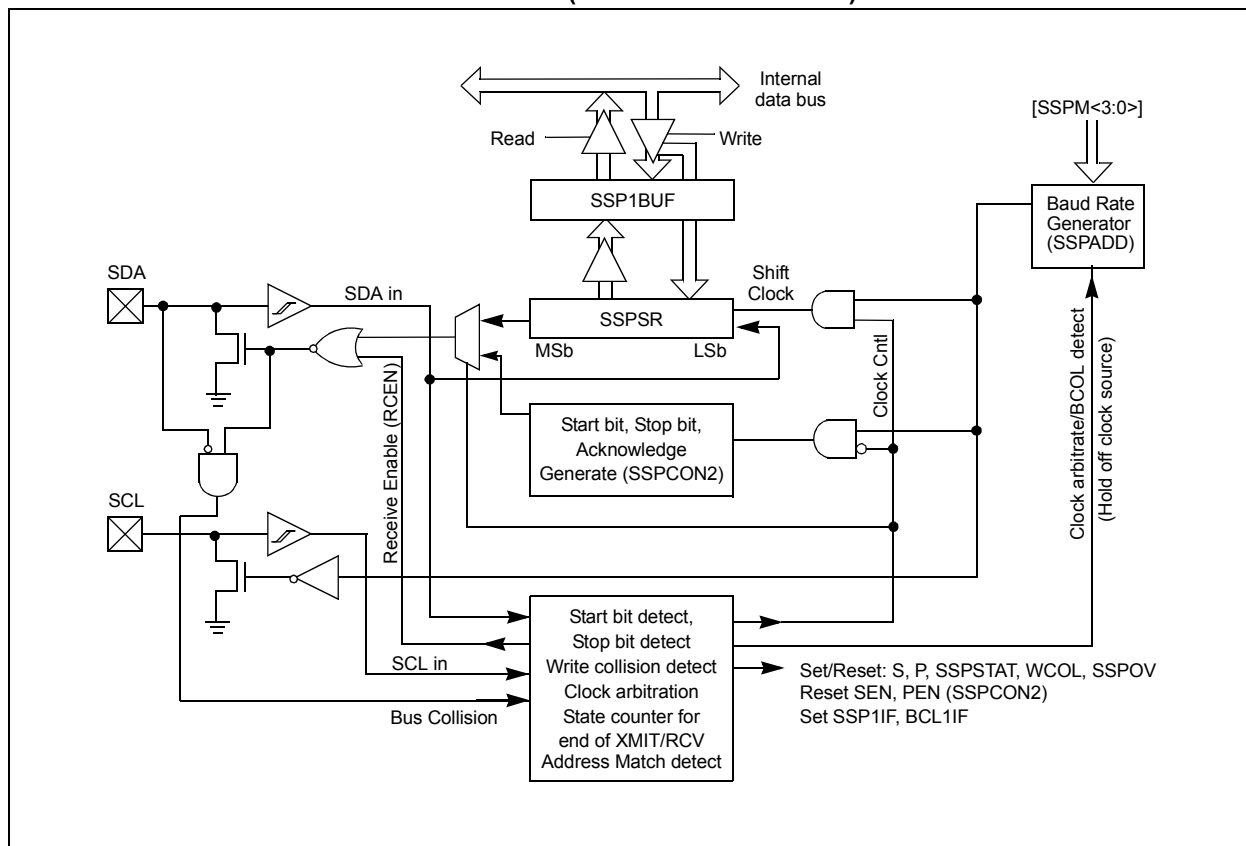 Internal
data bus
[SSPM<3:0>]
Read
Write
SSP1BUF
Baud Rate
Generator
(SSPADD)
SDA
SDA in
Shift
Clock
SSPSR
MSb
LSb
Receive Enable (RCEN)
Clock Cntl
Clock arbitrate/BCOL detect
(Hold off clock source)
Start bit, Stop bit,
Acknowledge
Generate (SSPCON2)
SCL
SCL in
Bus Collision
Start bit detect,
Stop bit detect
Write collision detect
Clock arbitration
State counter for
end of XMIT/RCV
Address Match detect
Set/Reset: S, P, SSPSTAT, WCOL, SSPOV
Reset SEN, PEN (SSPCON2)
Set SSP1IF, BCL1IF